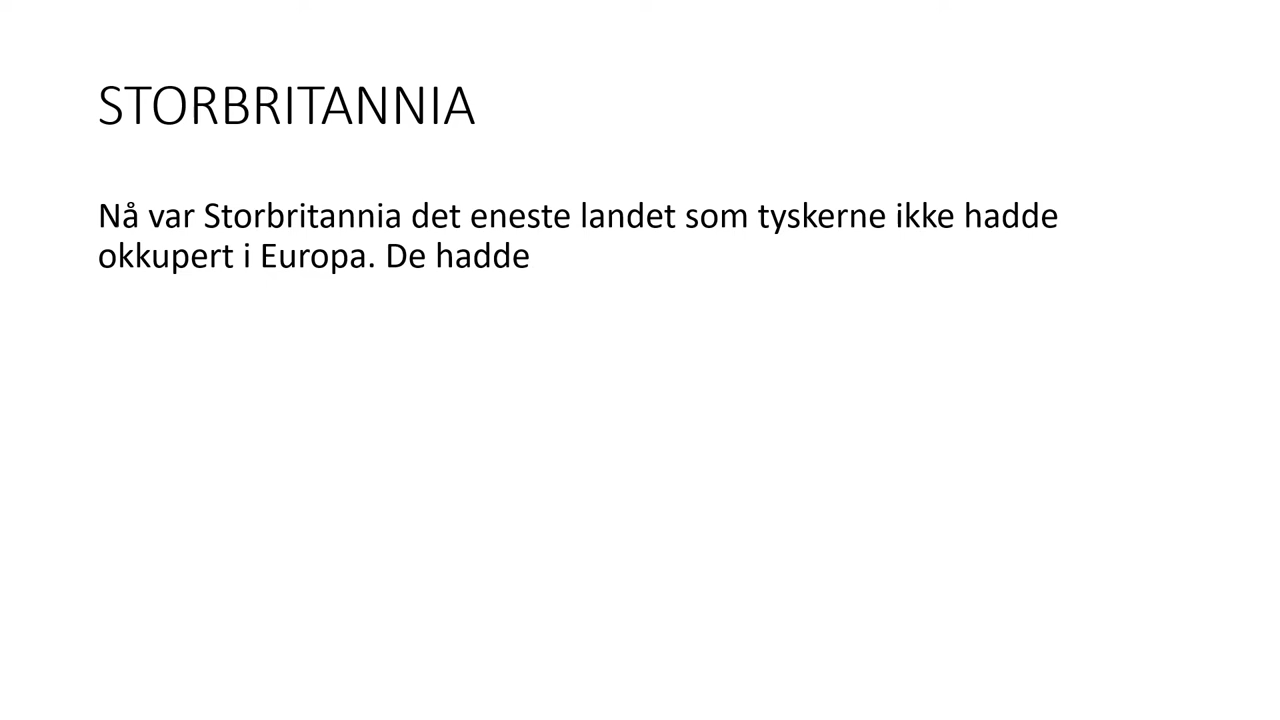 STORBRITANNIA
Nå var Storbritannia det eneste landet som tyskerne ikke hadde
okkupert i Europa. De hadde